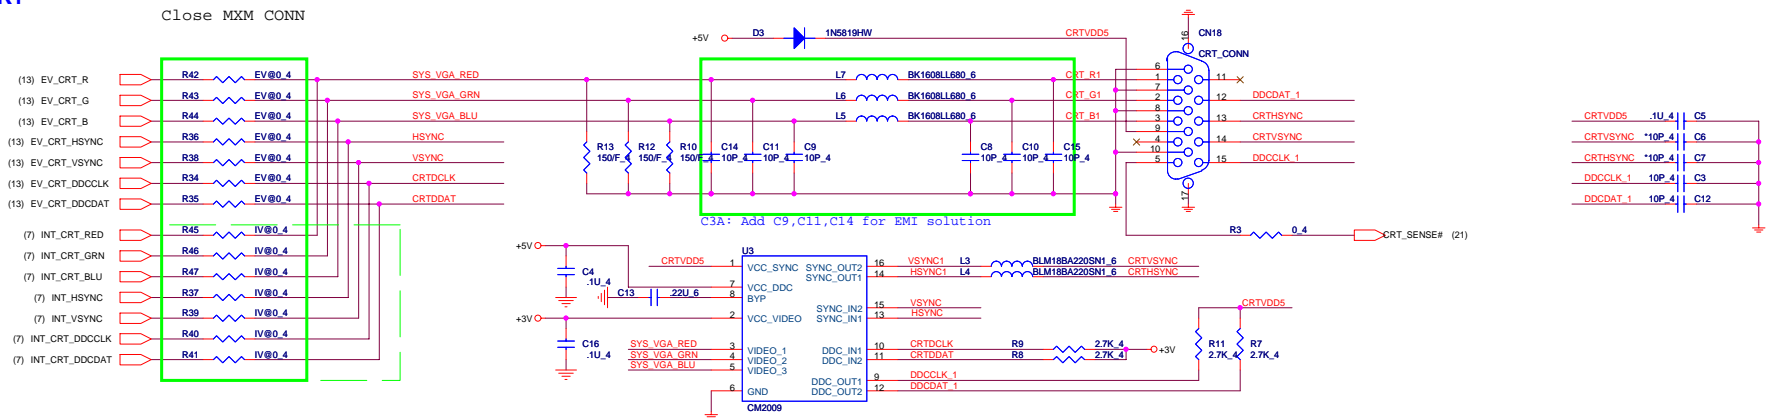 Close MXM CONN
(13) EV_CRT_R R42 EV@0_4 SYS_VGA_RED
(13) EV_CRT_G R43 EV@0_4 SYS_VGA_GRN
(13) EV_CRT_B R44 EV@0_4 SYS_VGA_BLU
(13) EV_CRT_HSYNC R36 EV@0_4 HSYNC
(13) EV_CRT_VSYNC R38 EV@0_4 VSYNC
(13) EV_CRT_DDCCLK R34 EV@0_4 CRTDCLK
(13) EV_CRT_DDCDAT R35 EV@0_4 CRTDDAT
(7) INT_CRT_RED R45 IV@0_4
(7) INT_CRT_GRN R46 IV@0_4
(7) INT_CRT_BLU R47 IV@0_4
(7) INT_HSYNC R37 IV@0_4
(7) INT_VSYNC R39 IV@0_4
(7) INT_CRT_DDCCLK R40 IV@0_4
(7) INT_CRT_DDCDAT R41 IV@0_4
+5V D3 1N5819HW CRTVDD5
L7 BK1608LL680_6 CRT_R1
L6 BK1608LL680_6 CRT_G1
L5 BK1608LL680_6 CRT_B1
R13 R12 R10 C14 C11 C9 C8 C10 C15
150/F_4 150/F_4 150/F_4 10P_4 10P_4 10P_4 10P_4 10P_4 10P_4
C3A: Add C9,C11,C14 for EMI solution
CN18
CRT_CONN
16
6
1 11
7
2 12 DDCDAT_1
8
3 13 CRTHSYNC
9
4 14 CRTVSYNC
10
5 15 DDCCLK_1
17
R3 0_4 CRT_SENSE# (21)
CRTVDD5 .1U_4 C5
CRTVSYNC *10P_4 C6
CRTHSYNC *10P_4 C7
DDCCLK_1 10P_4 C3
DDCDAT_1 10P_4 C12
+5V
C4
.1U_4
C13 .22U_6
+3V
C16
.1U_4
U3
CRTVDD5 1 VCC_SYNC SYNC_OUT2 16 VSYNC1 L3 BLM18BA220SN1_6 CRTVSYNC
SYNC_OUT1 14 HSYNC1 L4 BLM18BA220SN1_6 CRTHSYNC
7 VCC_DDC
8 BYP
SYNC_IN2 15 VSYNC
2 VCC_VIDEO SYNC_IN1 13 HSYNC
SYS_VGA_RED 3 VIDEO_1 DDC_IN1 10 CRTDCLK R9 2.7K_4 +3V
SYS_VGA_GRN 4 VIDEO_2 DDC_IN2 11 CRTDDAT R8 2.7K_4
SYS_VGA_BLU 5 VIDEO_3
DDC_OUT1 9 DDCCLK_1
6 GND DDC_OUT2 12 DDCDAT_1
CM2009
CRTVDD5
R11 R7
2.7K_4 2.7K_4